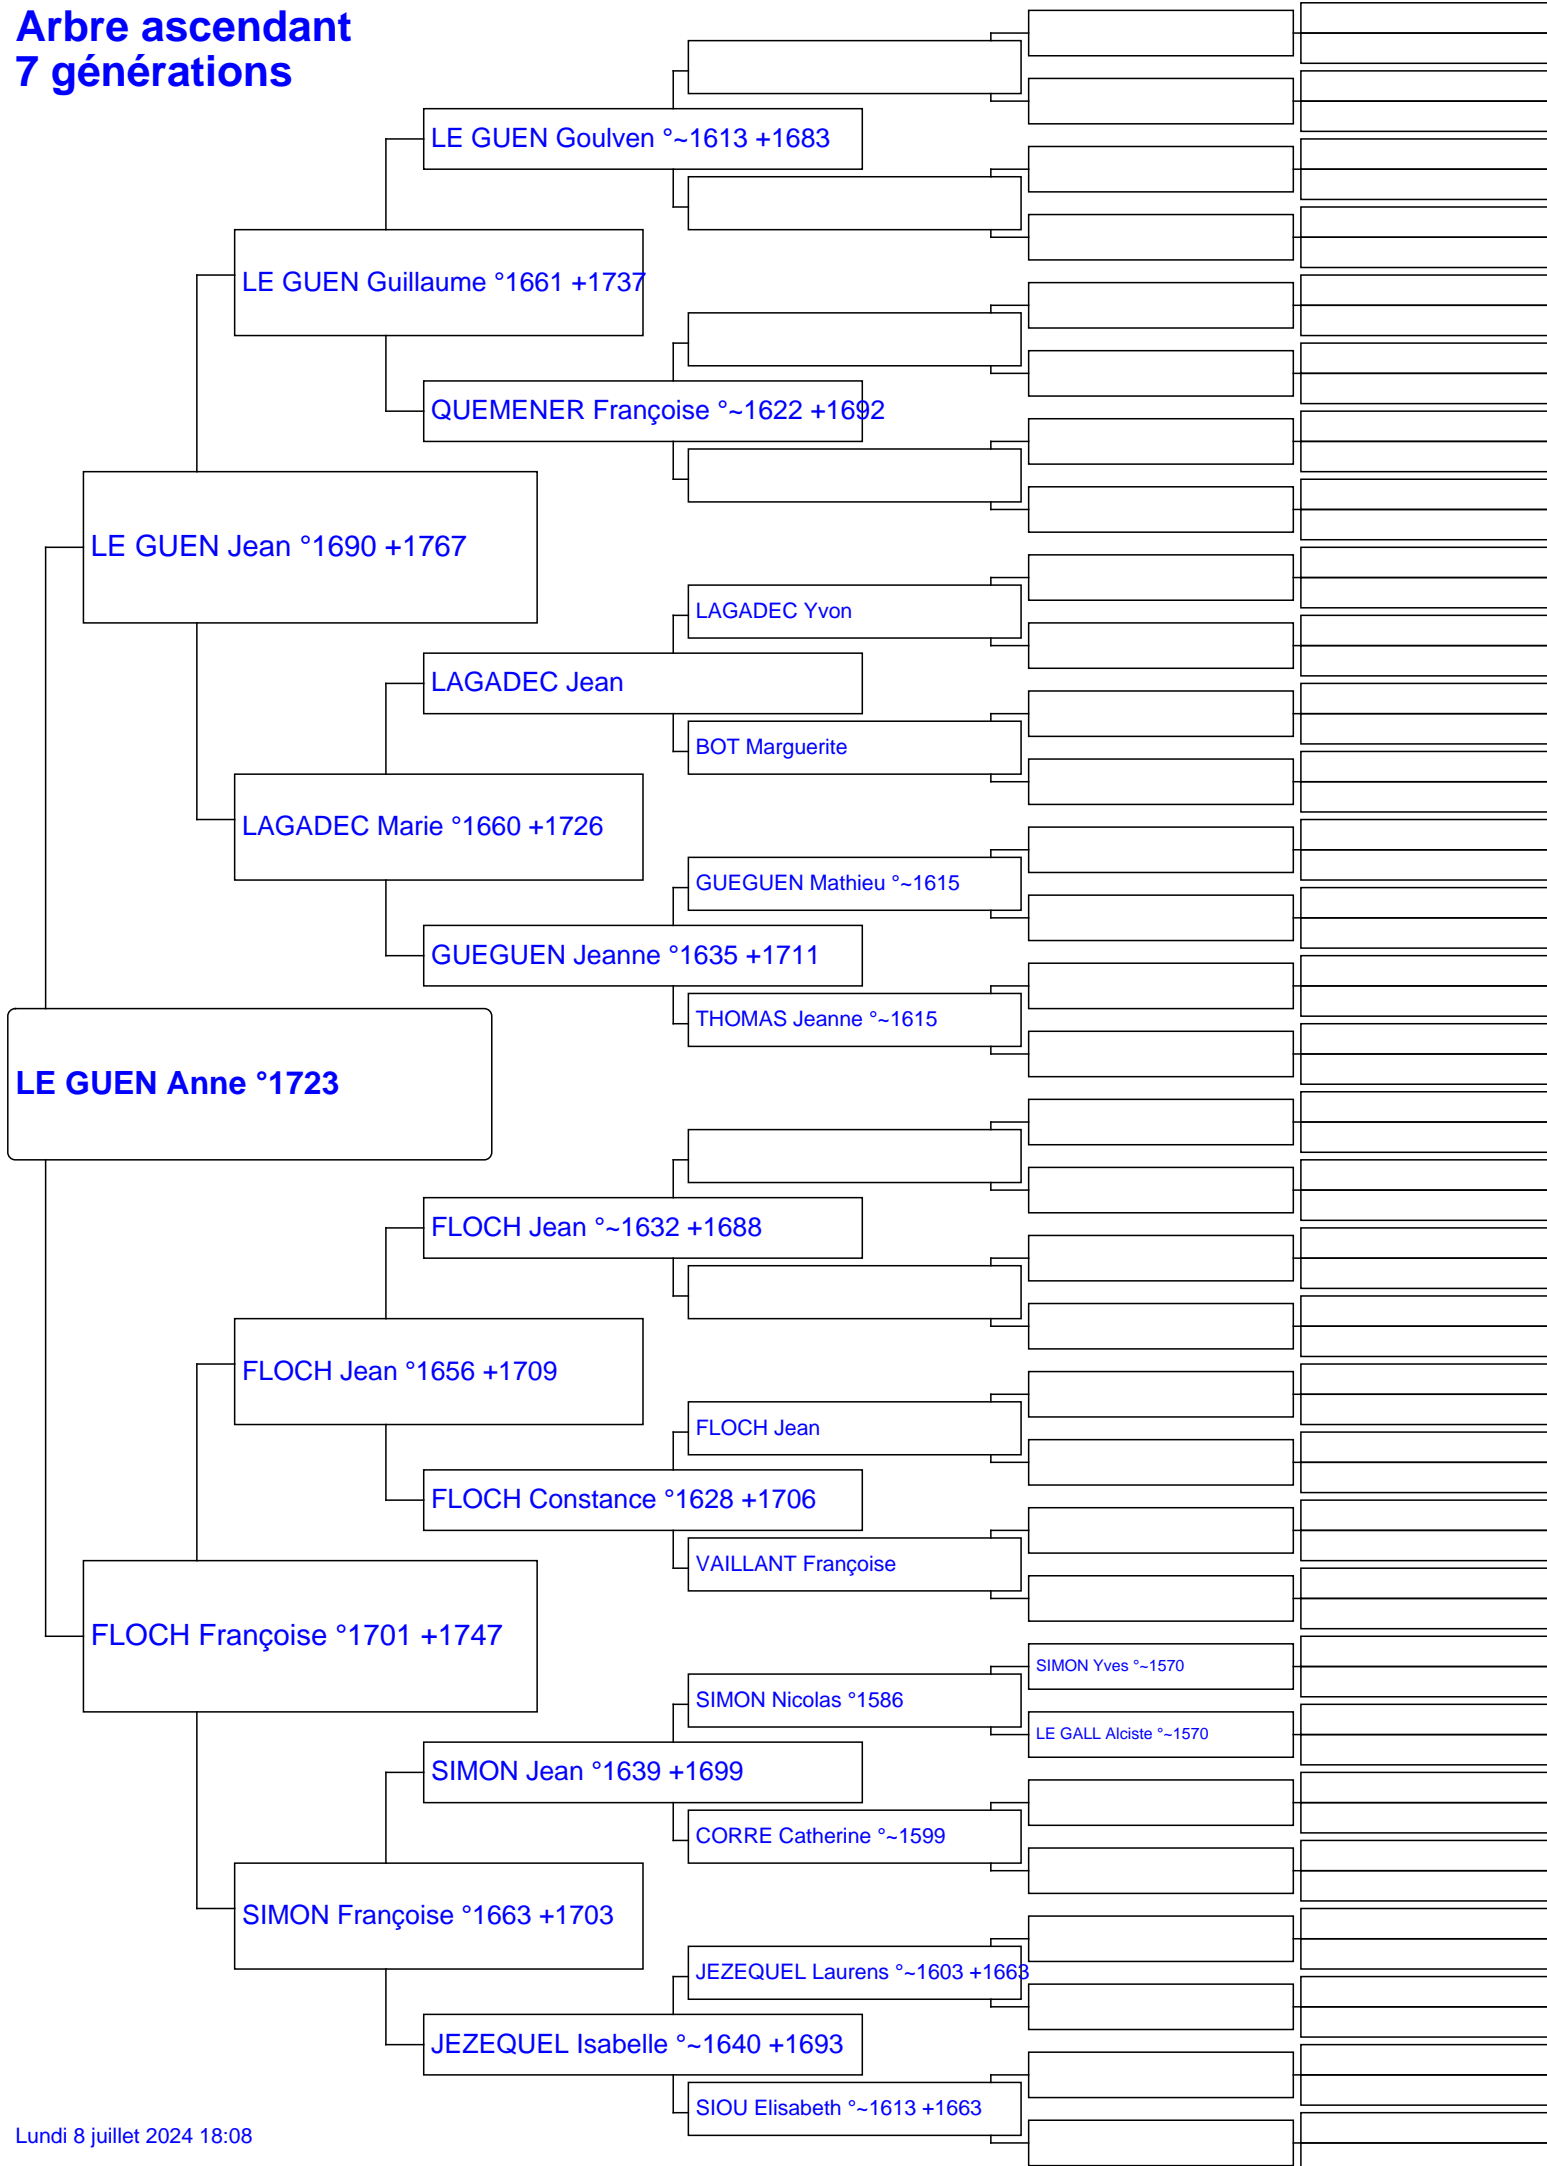 Arbre ascendant
7 générations
LE GUEN Goulven °~1613 +1683
LE GUEN Guillaume °1661 +1737
QUEMENER Françoise °~1622 +1692
LE GUEN Jean °1690 +1767
LAGADEC Yvon
LAGADEC Jean
BOT Marguerite
LAGADEC Marie °1660 +1726
GUEGUEN Mathieu °~1615
GUEGUEN Jeanne °1635 +1711
THOMAS Jeanne °~1615
LE GUEN Anne °1723
FLOCH Jean °~1632 +1688
FLOCH Jean °1656 +1709
FLOCH Jean
FLOCH Constance °1628 +1706
VAILLANT Françoise
FLOCH Françoise °1701 +1747
SIMON Yves °~1570
SIMON Nicolas °1586
LE GALL Alciste °~1570
SIMON Jean °1639 +1699
CORRE Catherine °~1599
SIMON Françoise °1663 +1703
JEZEQUEL Laurens °~1603 +1663
JEZEQUEL Isabelle °~1640 +1693
SIOU Elisabeth °~1613 +1663
Lundi 8 juillet 2024 18:08